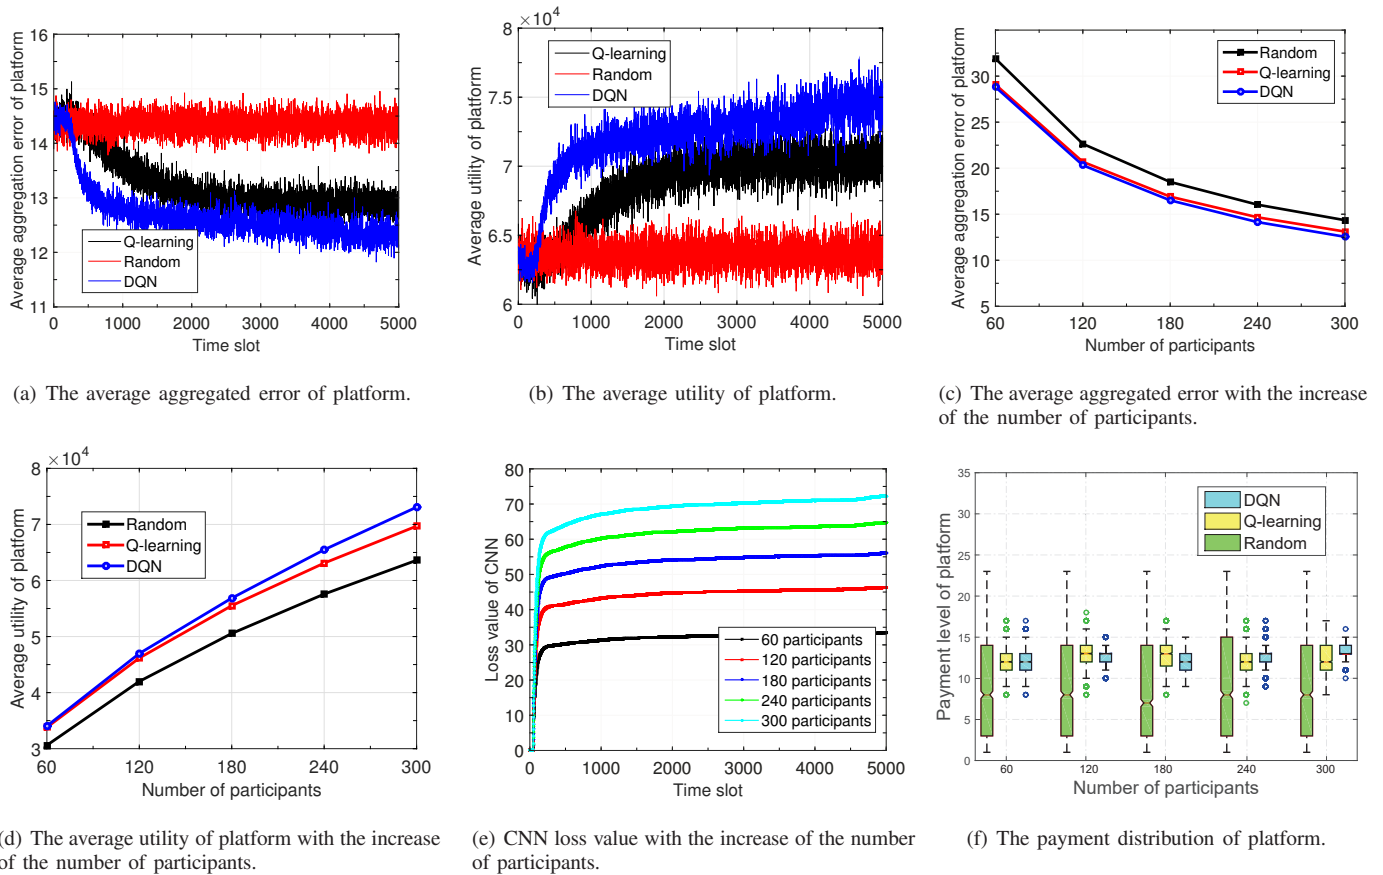 16
15
14
13
12
11
0
1000
2000
3000
4000
5000
Average aggregation error of platform
Time slot
Q-learning
Random
DQN
(a) The average aggregated error of platform.
×10⁴
8
7.5
7
6.5
6
0
1000
2000
3000
4000
5000
Average utility of platform
Time slot
Q-learning
Random
DQN
(b) The average utility of platform.
30
25
20
15
10
5
60
120
180
240
300
Average aggregation error of platform
Number of participants
Random
Q-learning
DQN
(c) The average aggregated error with the increase
of the number of participants.
×10⁴
8
7
6
5
4
3
60
120
180
240
300
Average utility of platform
Number of participants
Random
Q-learning
DQN
(d) The average utility of platform with the increase
of the number of participants.
80
70
60
50
40
30
20
10
0
0
1000
2000
3000
4000
5000
Loss value of CNN
Time slot
60 participants
120 participants
180 participants
240 participants
300 participants
(e) CNN loss value with the increase of the number
of participants.
35
30
25
20
15
10
5
0
60
120
180
240
300
Payment level of platform
Number of participants
DQN
Q-learning
Random
(f) The payment distribution of platform.